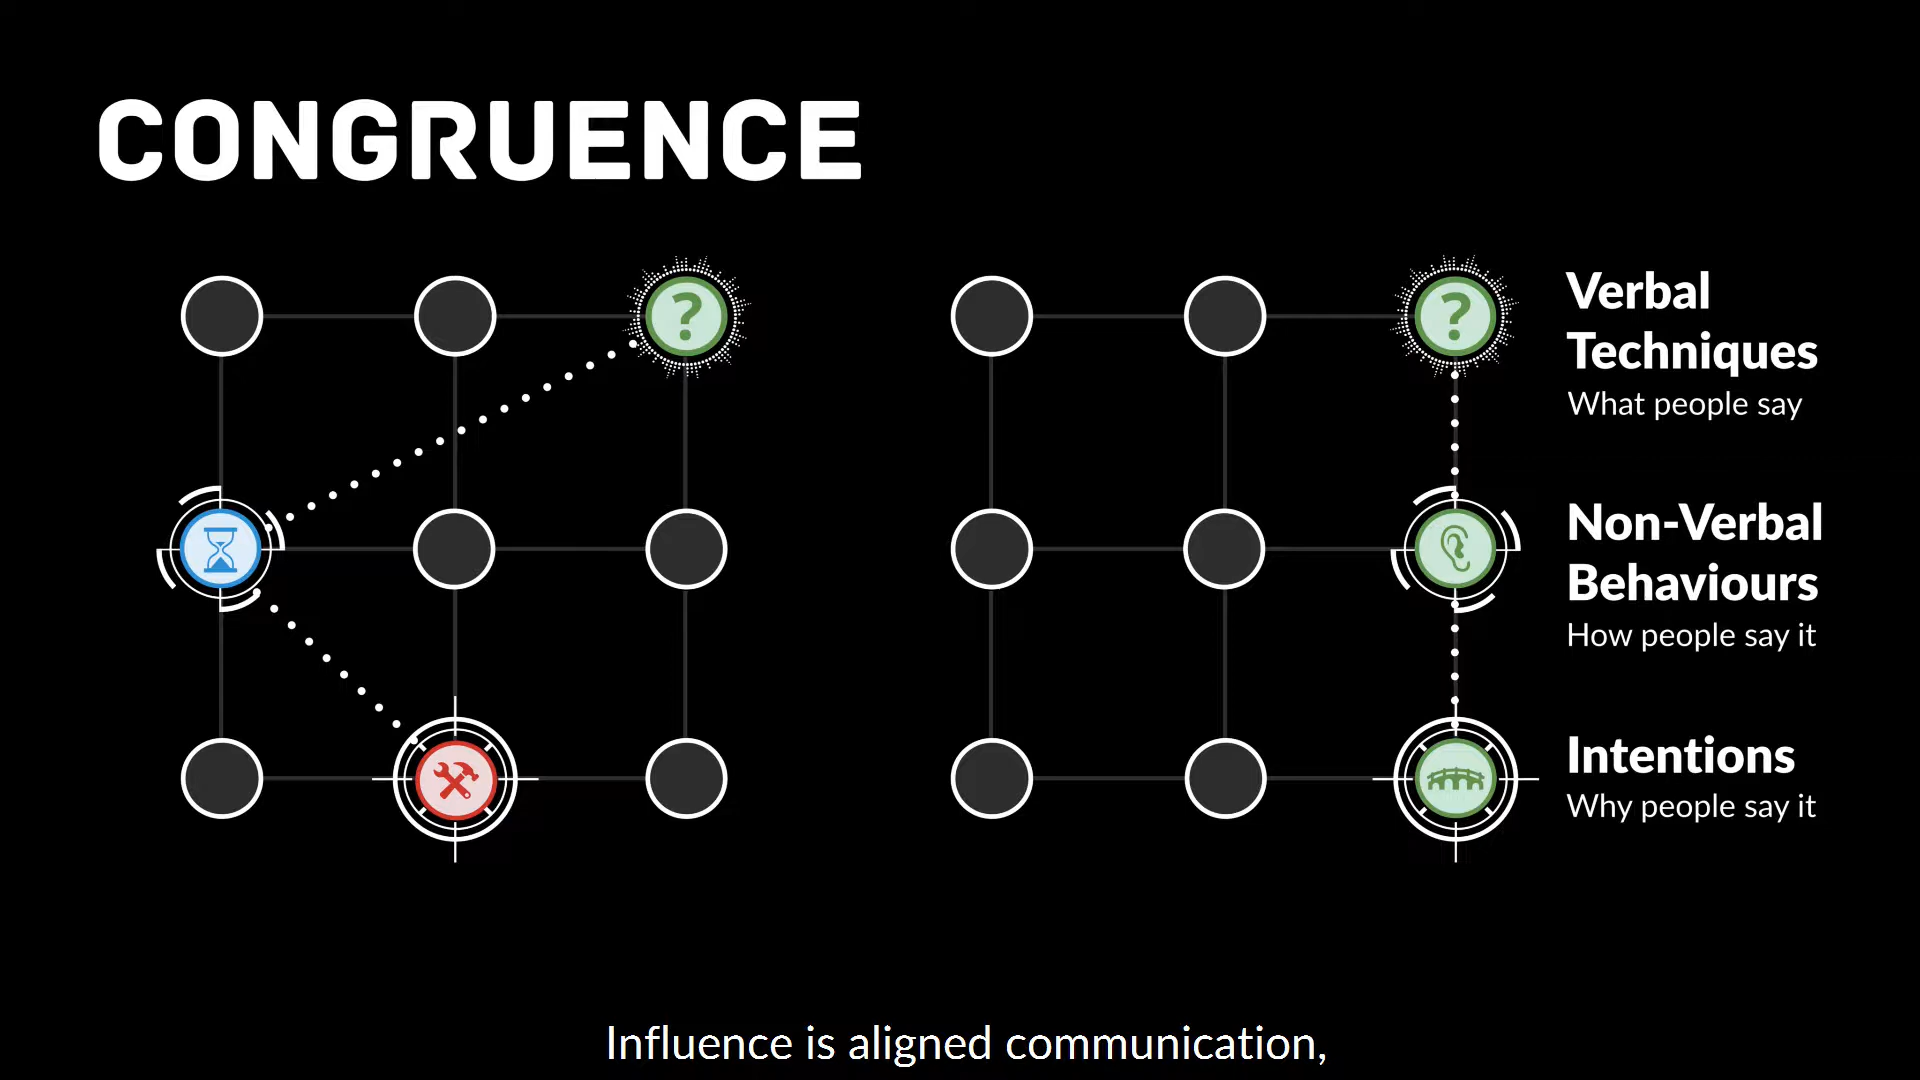 CONGRUENCE
?
?
Verbal
Techniques
What people say
Non-Verbal
Behaviours
How people say it
Intentions
Why people say it
Influence is aligned communication,